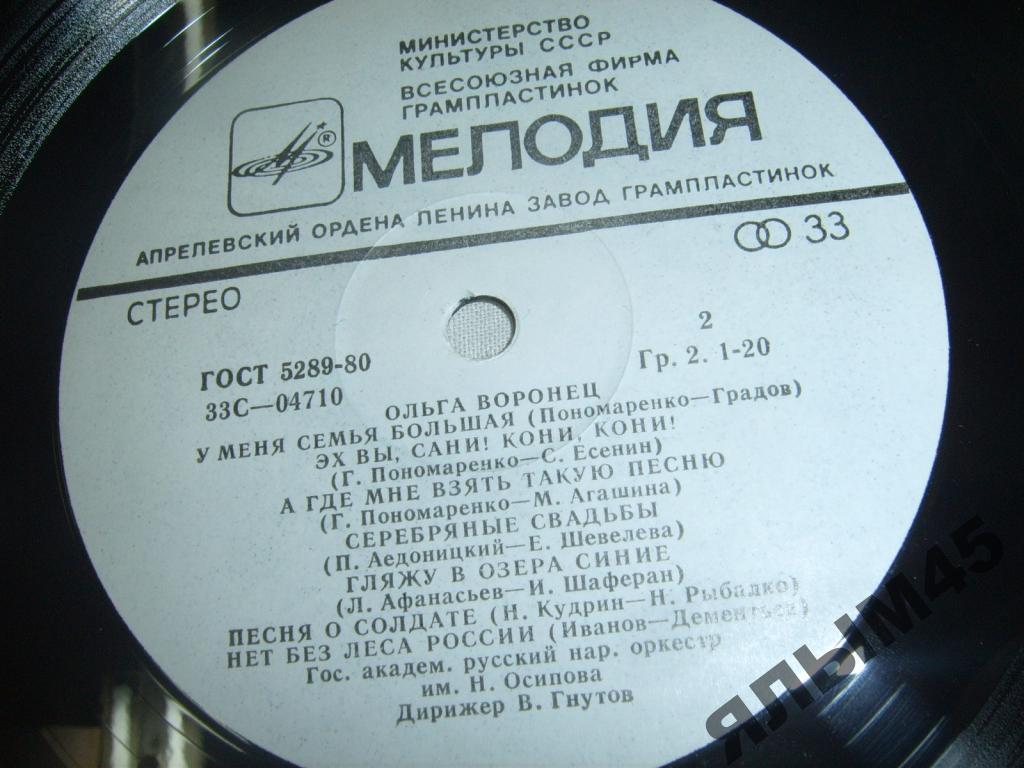 МИНИСТЕРСТВО
КУЛЬТУРЫ СССР
ВСЕСОЮЗНАЯ ФИРМА
ГРАМПЛАСТИНОК
®
МЕЛОДИЯ
АПРЕЛЕВСКИЙ ОРДЕНА ЛЕНИНА ЗАВОД ГРАМПЛАСТИНОК
33
СТЕРЕО
2
ГОСТ 5289-80
Гр. 2. 1-20
33С—04710
ОЛЬГА ВОРОНЕЦ
У МЕНЯ СЕМЬЯ БОЛЬШАЯ (Пономаренко—Градов)
ЭХ ВЫ, САНИ! КОНИ, КОНИ!
(Г. Пономаренко—С. Есенин)
А ГДЕ МНЕ ВЗЯТЬ ТАКУЮ ПЕСНЮ
(Г. Пономаренко—М. Агашина)
СЕРЕБРЯНЫЕ СВАДЬБЫ
(П. Аедоницкий—Е. Шевелева)
ГЛЯЖУ В ОЗЕРА СИНИЕ
(Л. Афанасьев—И. Шаферан)
ПЕСНЯ О СОЛДАТЕ (Н. Кудрин—Н. Рыбалко)
НЕТ БЕЗ ЛЕСА РОССИИ (Иванов—Дементьев)
Гос. академ. русский нар. оркестр
им. Н. Осипова
Дирижер В. Гнутов
ЯЛЫМ45